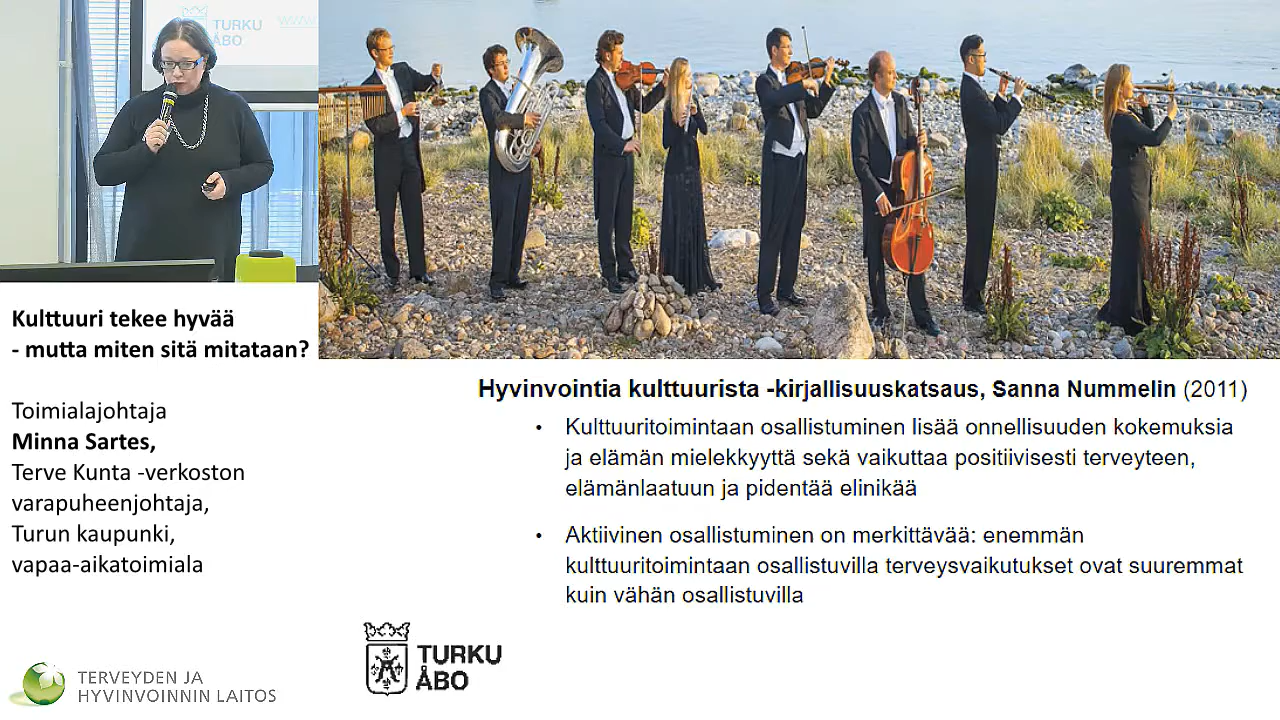 TURKU
ÅBO
www.
Kulttuuri tekee hyvää
- mutta miten sitä mitataan?
Toimialajohtaja
Minna Sartes,
Terve Kunta -verkoston
varapuheenjohtaja,
Turun kaupunki,
vapaa-aikatoimiala
TERVEYDEN JA
HYVINVOINNIN LAITOS
Hyvinvointia kulttuurista -kirjallisuuskatsaus, Sanna Nummelin (2011)
• Kulttuuritoimintaan osallistuminen lisää onnellisuuden kokemuksia
ja elämän mielekkyyttä sekä vaikuttaa positiivisesti terveyteen,
elämänlaatuun ja pidentää elinikää
• Aktiivinen osallistuminen on merkittävää: enemmän
kulttuuritoimintaan osallistuvilla terveysvaikutukset ovat suuremmat
kuin vähän osallistuvilla
TURKU
ÅBO